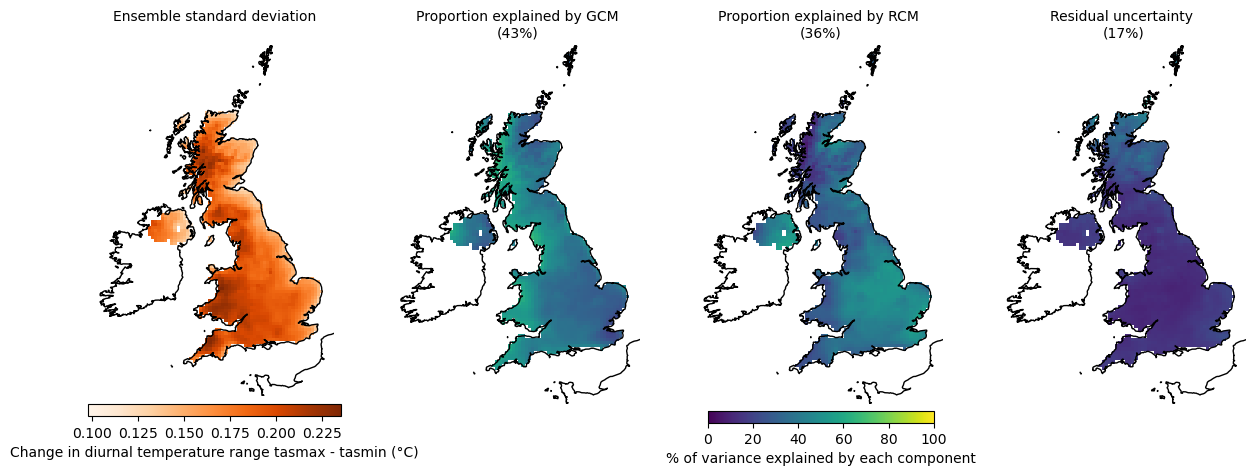 Ensemble standard deviation
Proportion explained by GCM
(43%)
Proportion explained by RCM
(36%)
Residual uncertainty
(17%)
0.100 0.125 0.150 0.175 0.200 0.225
Change in diurnal temperature range tasmax - tasmin (°C)
0 20 40 60 80 100
% of variance explained by each component